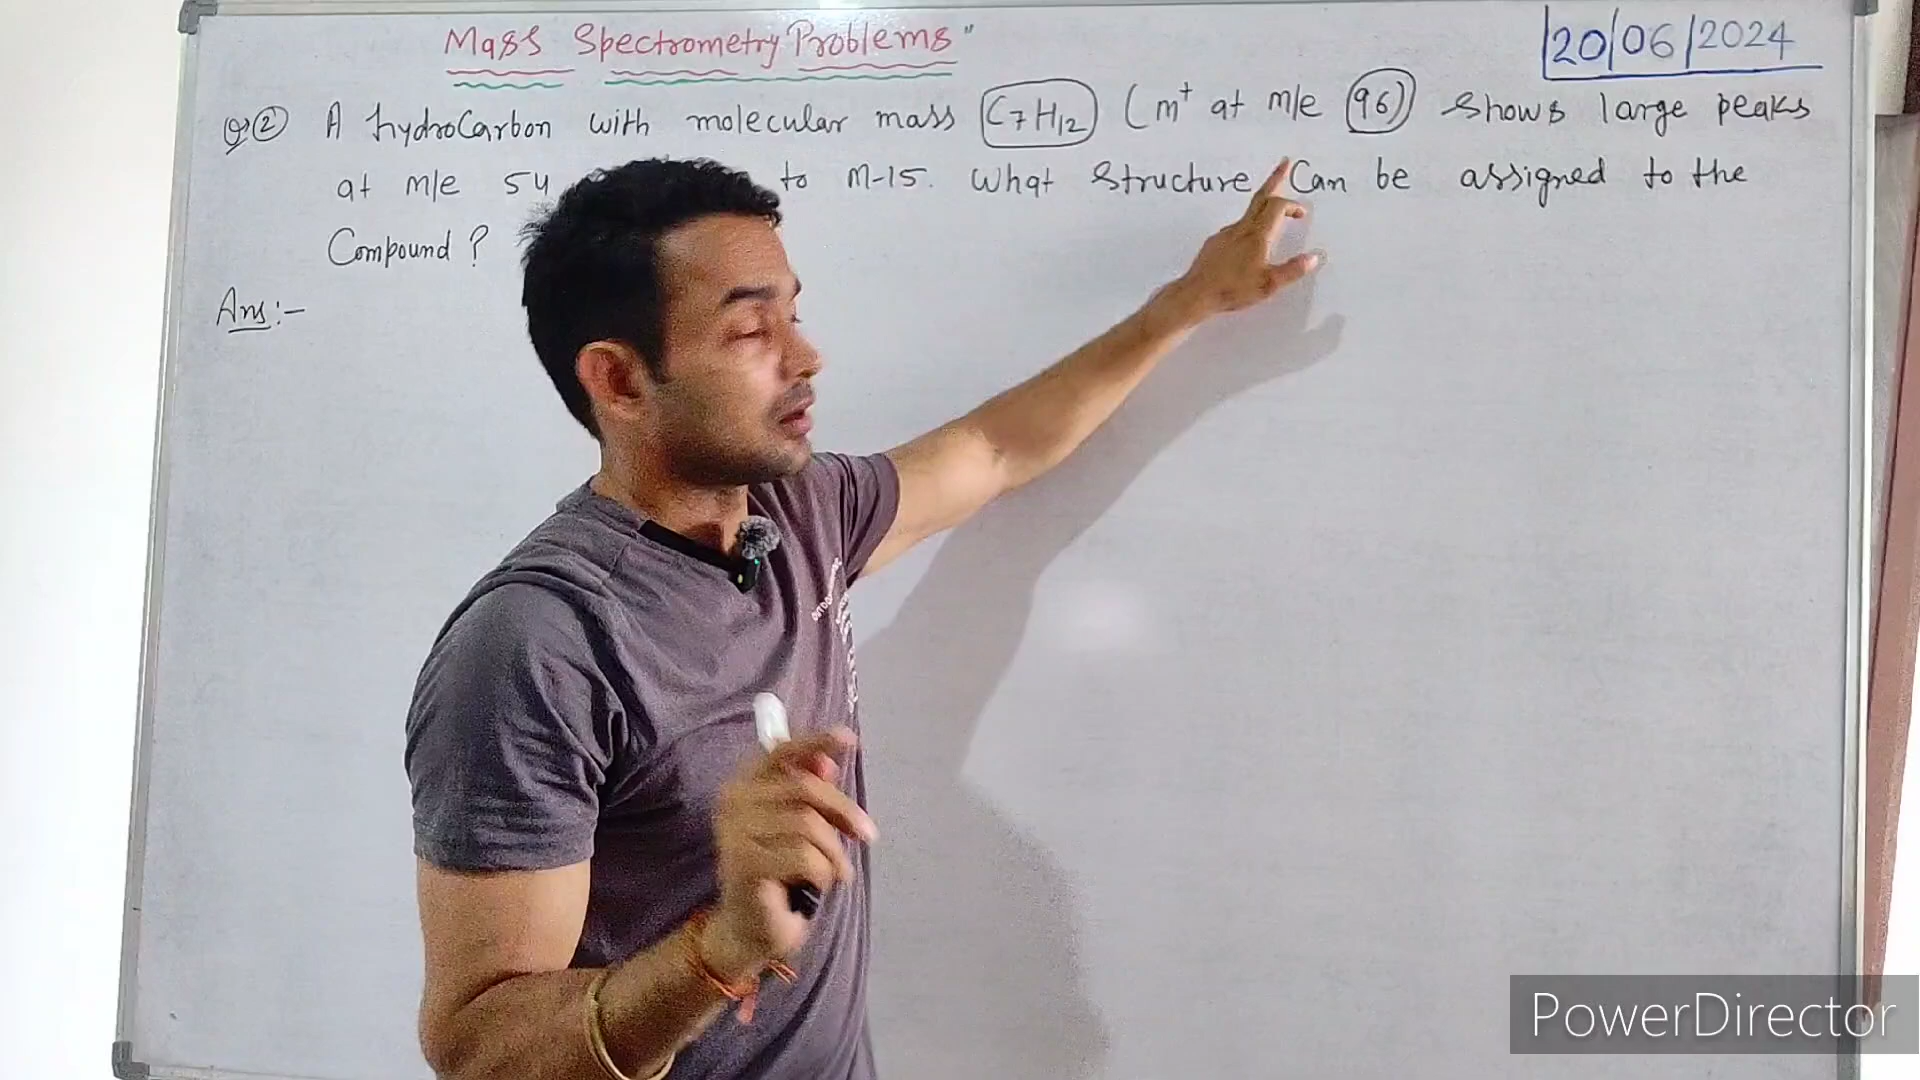 Mass Spectrometry Problems"
20/06/2024
Q. 2 A hydroCarbon with molecular mass C7H12 (m+ at m/e 96) shows large peaks
at m/e 54 to M-15. What Structure Can be assigned to the
Compound ?
Ans:-
PowerDirector